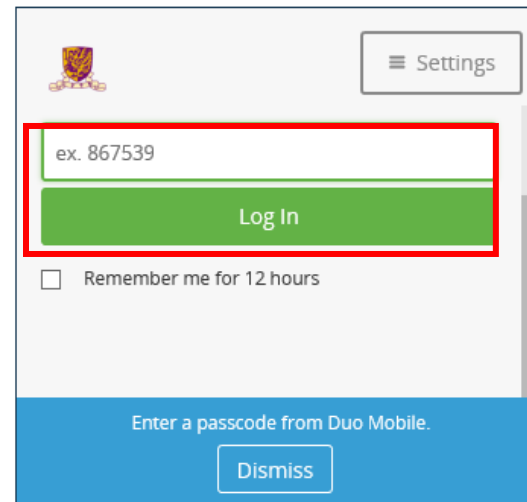 Settings
ex. 867539
Log In
Remember me for 12 hours
Enter a passcode from Duo Mobile.
Dismiss